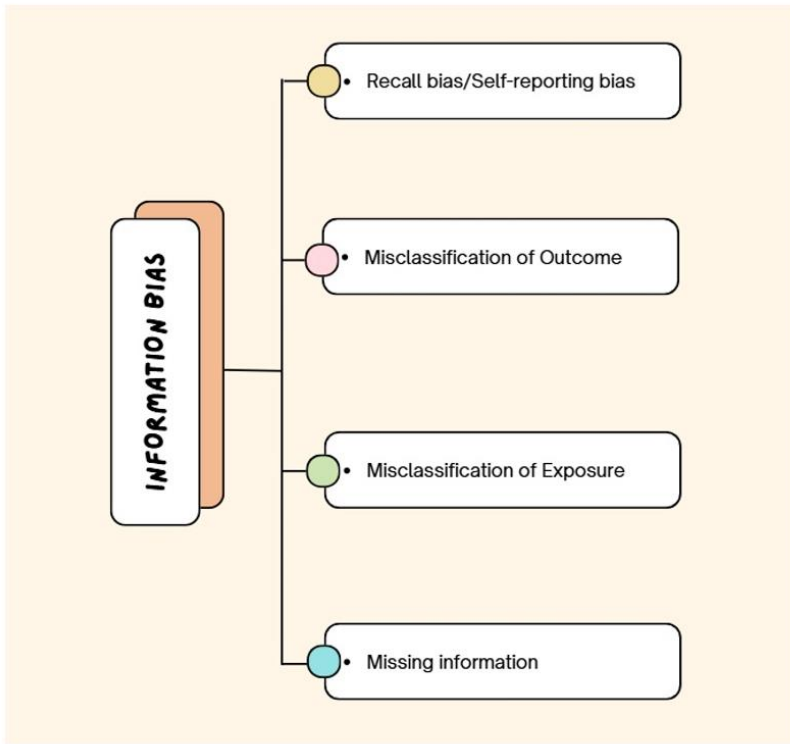 INFORMATION BIAS
• Recall bias/Self-reporting bias
• Misclassification of Outcome
• Misclassification of Exposure
• Missing information